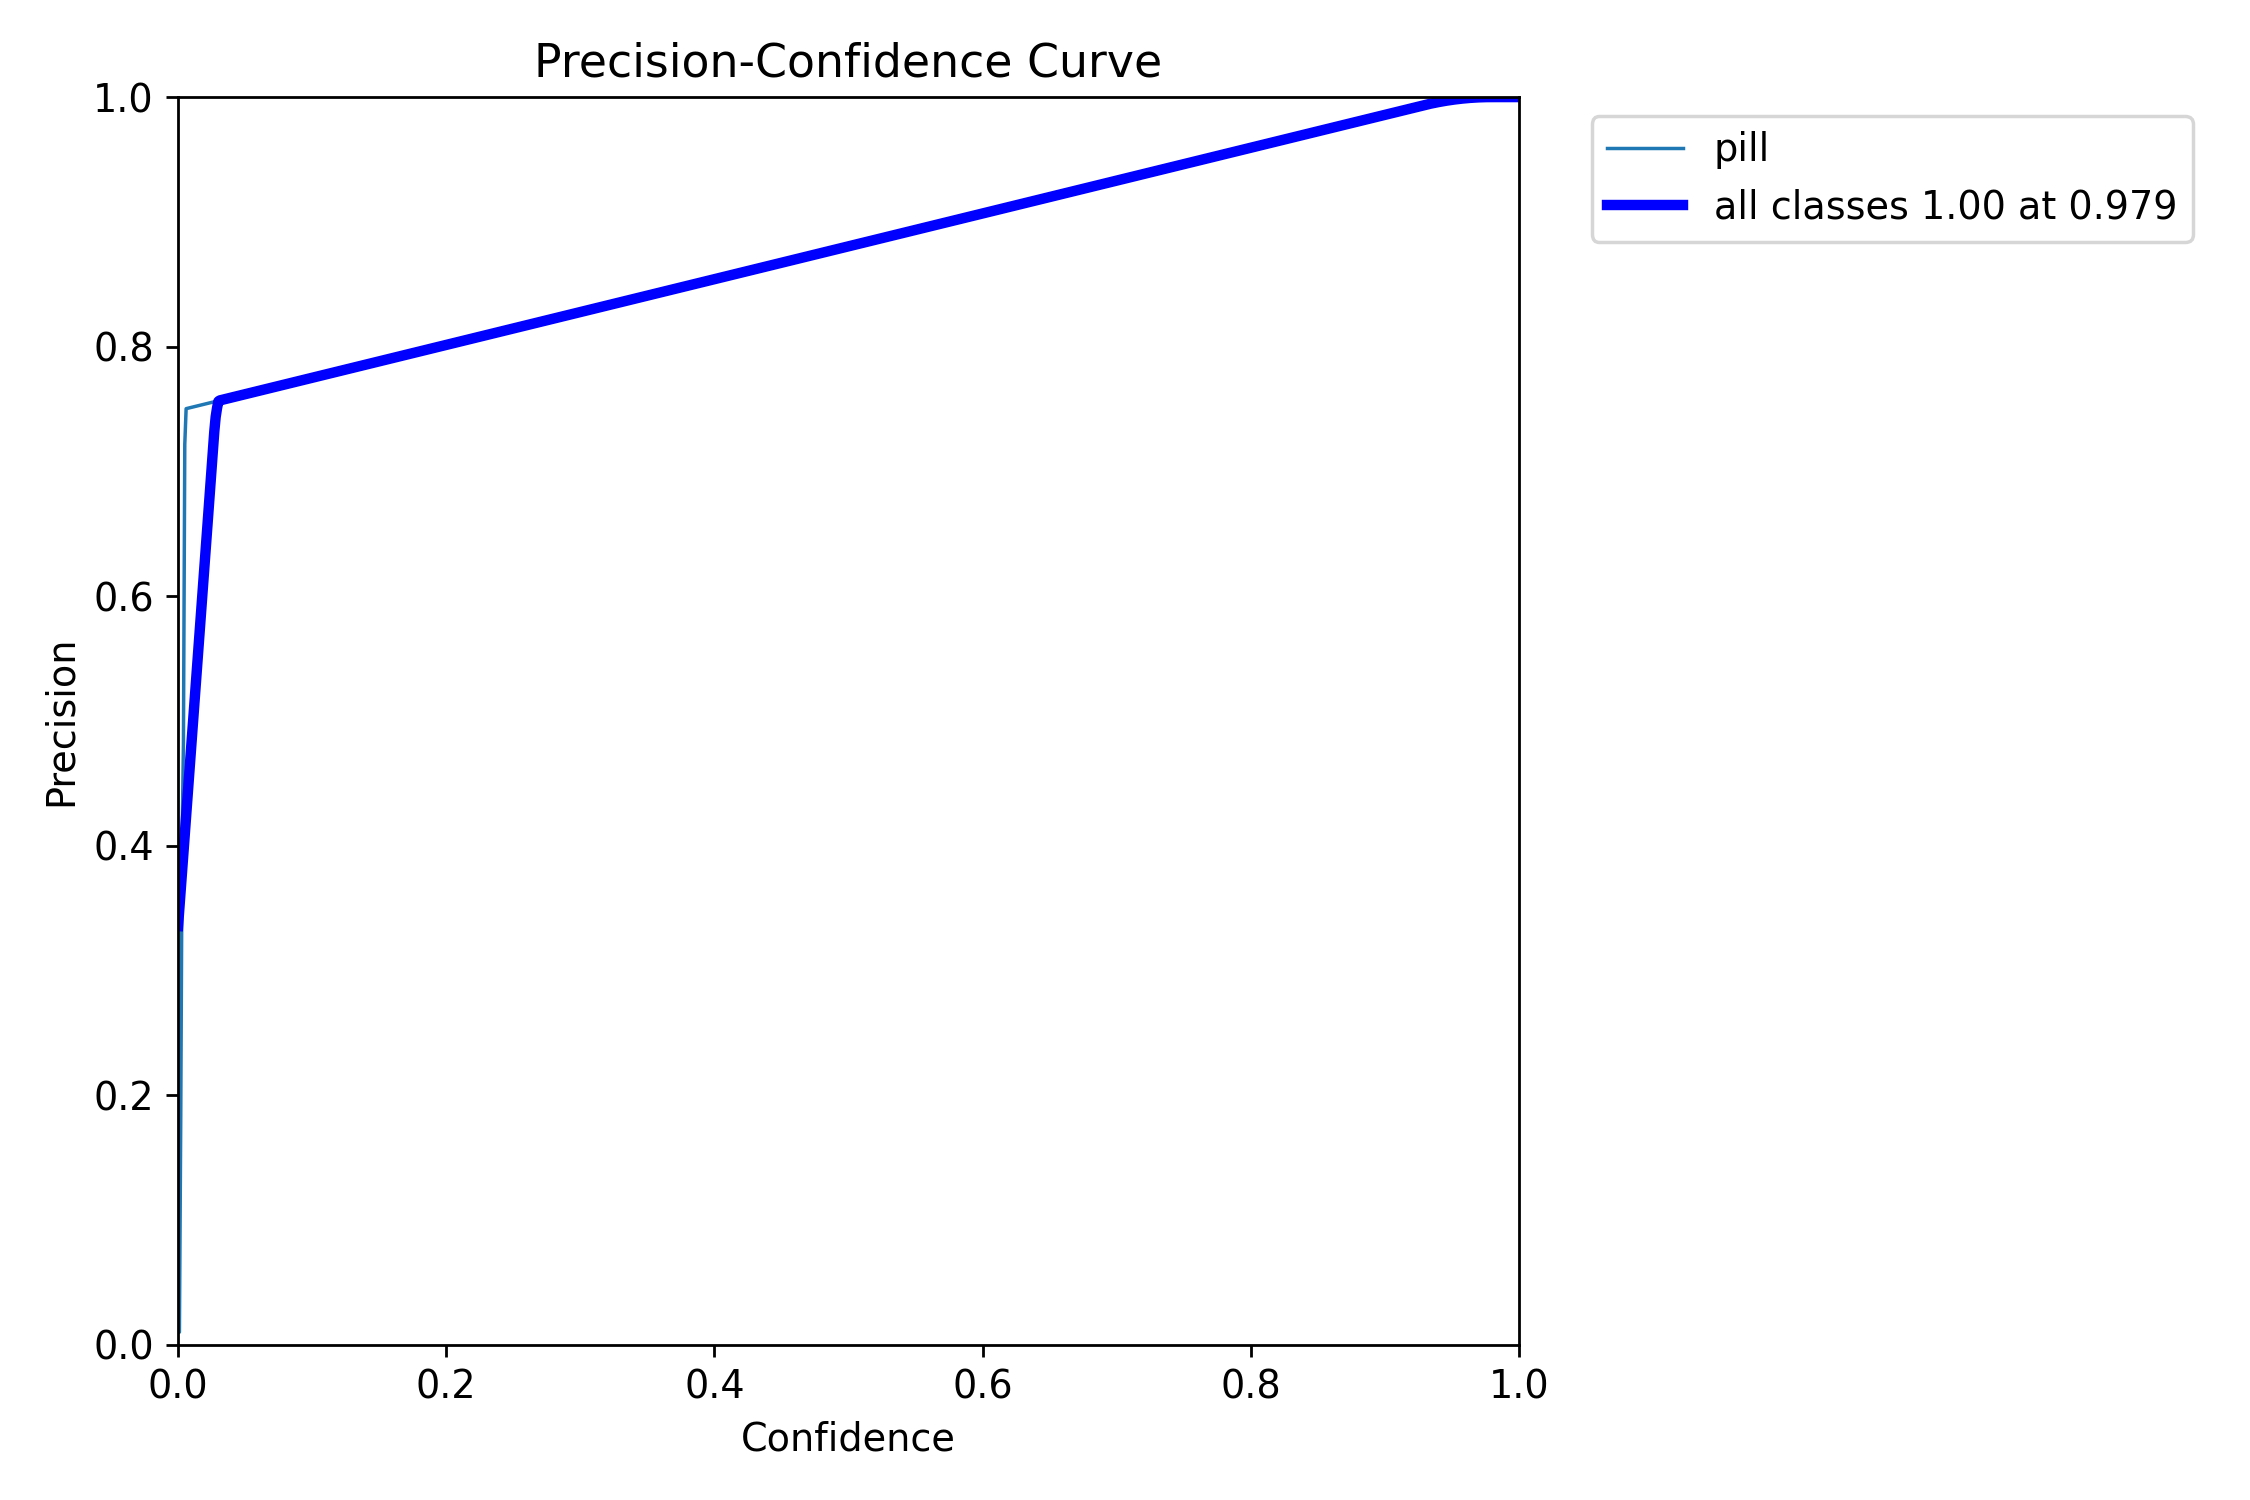 Precision-Confidence Curve
1.0
0.8
0.6
0.4
0.2
0.0
Precision
0.0 0.2 0.4 0.6 0.8 1.0
Confidence
pill
all classes 1.00 at 0.979